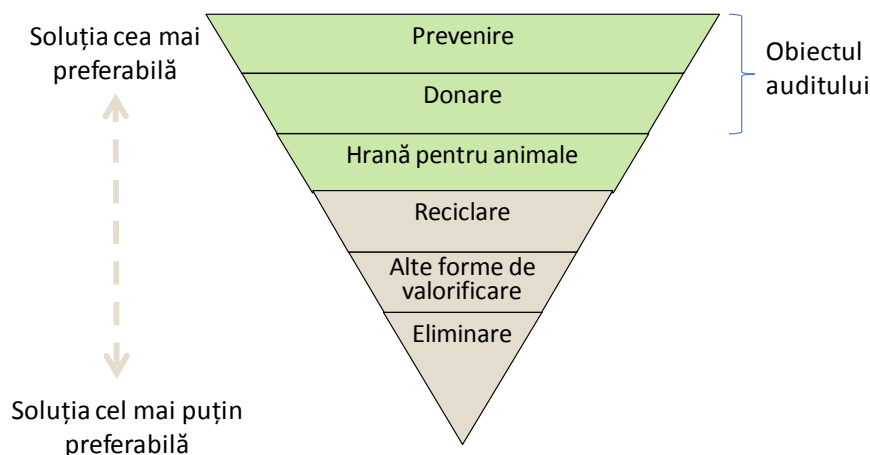 Soluția cea mai
preferabilă
Prevenire
Obiectul
auditului
Donare
Hrană pentru animale
Reciclare
Alte forme de
valorificare
Eliminare
Soluția cel mai puțin
preferabilă